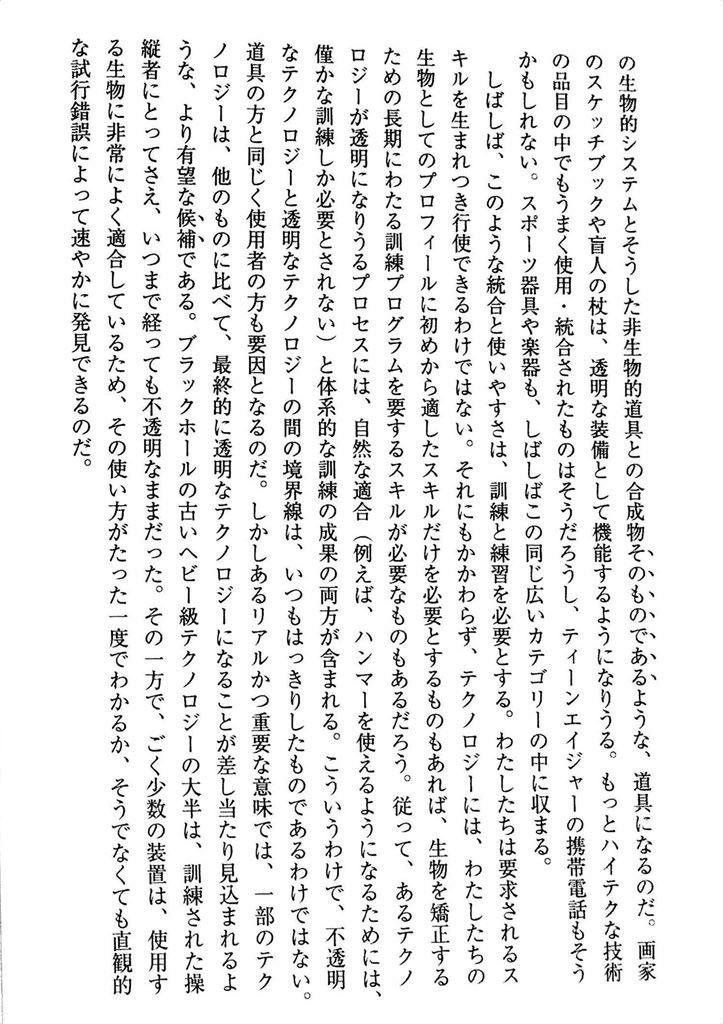 の生物的システムとそうした非生物的道具との合成物そのものであるような、道具になるのだ。画家
のスケッチブックや盲人の杖は、透明な装備として機能するようになりうる。もっとハイテクな技術
の品目の中でもうまく使用・統合されたものはそうだろうし、ティーンエイジャーの携帯電話もそう
かもしれない。スポーツ器具や楽器も、しばしばこの同じ広いカテゴリーの中に収まる。
しばしば、このような統合と使いやすさは、訓練と練習を必要とする。わたしたちは要求されるス
キルを生まれつき行使できるわけではない。それにもかかわらず、テクノロジーには、わたしたちの
生物としてのプロフィールに初めから適したスキルだけを必要とするものもあれば、生物を矯正する
ための長期にわたる訓練プログラムを要するスキルが必要なものもあるだろう。従って、あるテクノ
ロジーが透明になりうるプロセスには、自然な適合（例えば、ハンマーを使えるようになるためには、
僅かな訓練しか必要とされない）と体系的な訓練の成果の両方が含まれる。こういうわけで、不透明
なテクノロジーと透明なテクノロジーの間の境界線は、いつもはっきりしたものであるわけではない。
道具の方と同じく使用者の方も要因となるのだ。しかしあるリアルかつ重要な意味では、一部のテク
ノロジーは、他のものに比べて、最終的に透明なテクノロジーになることが差し当たり見込まれるよ
うな、より有望な候補である。ブラックホールの古いヘビー級テクノロジーの大半は、訓練された操
縦者にとってさえ、いつまで経っても不透明なままだった。その一方で、ごく少数の装置は、使用す
る生物に非常によく適合しているため、その使い方がたった一度でわかるか、そうでなくても直観的
な試行錯誤によって速やかに発見できるのだ。